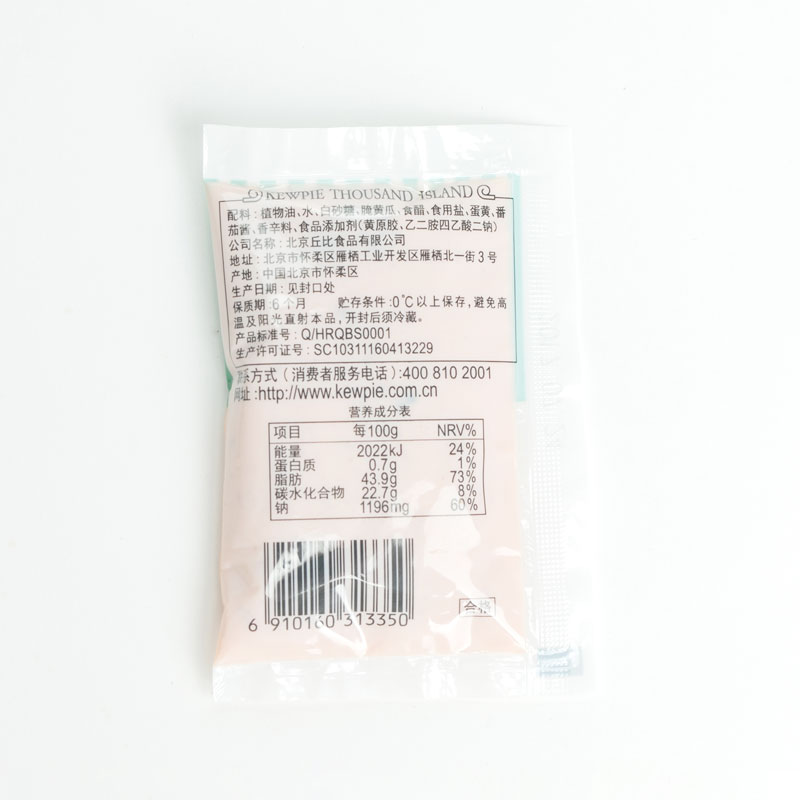 KEWPIE THOUSAND ISLAND
配料:植物油、水、白砂糖、脆黄瓜、食醋、食用盐、蛋黄、番
茄酱、香辛料、食品添加剂(黄原胶、乙二胺四乙酸二钠)
公司名称:北京丘比食品有限公司
地址:北京市怀柔区雁栖工业开发区雁栖北一街3号
产地:中国北京市怀柔区
生产日期:见封口处
保质期:6个月 贮存条件:0℃以上保存,避免高
温及阳光直射本品,开封后须冷藏。
产品标准号:Q/HRQBS0001
生产许可证号:SC10311160413229
联系方式(消费者服务电话):400 810 2001
网址:http://www.kewpie.com.cn
营养成分表
项目 每100g NRV%
能量 2022kJ 24%
蛋白质 0.7g 1%
脂肪 43.9g 73%
碳水化合物 22.7g 8%
钠 1196mg 60%
6 910160 313350
合格